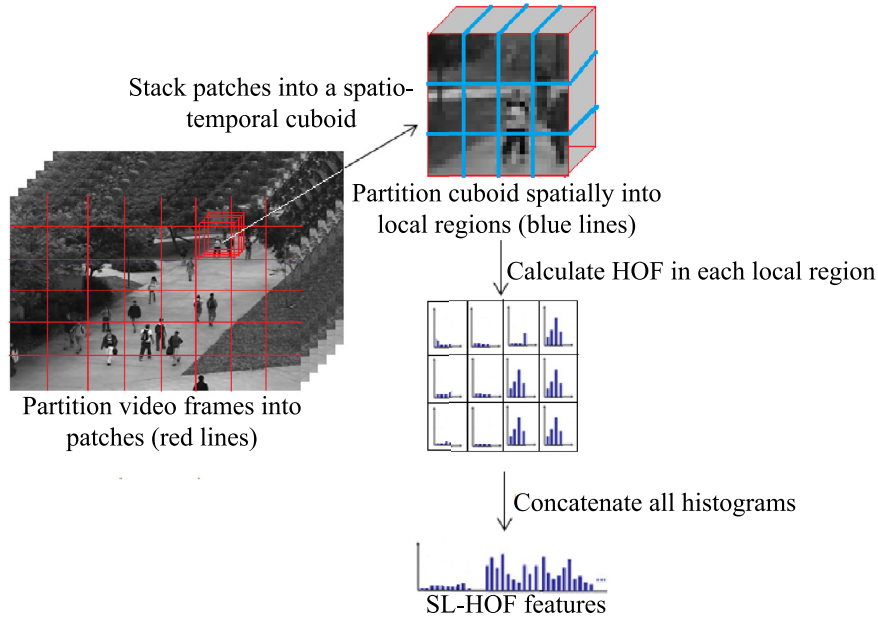 Stack patches into a spatio-
temporal cuboid
Partition cuboid spatially into
local regions (blue lines)
Calculate HOF in each local region
Partition video frames into
patches (red lines)
Concatenate all histograms
SL-HOF features